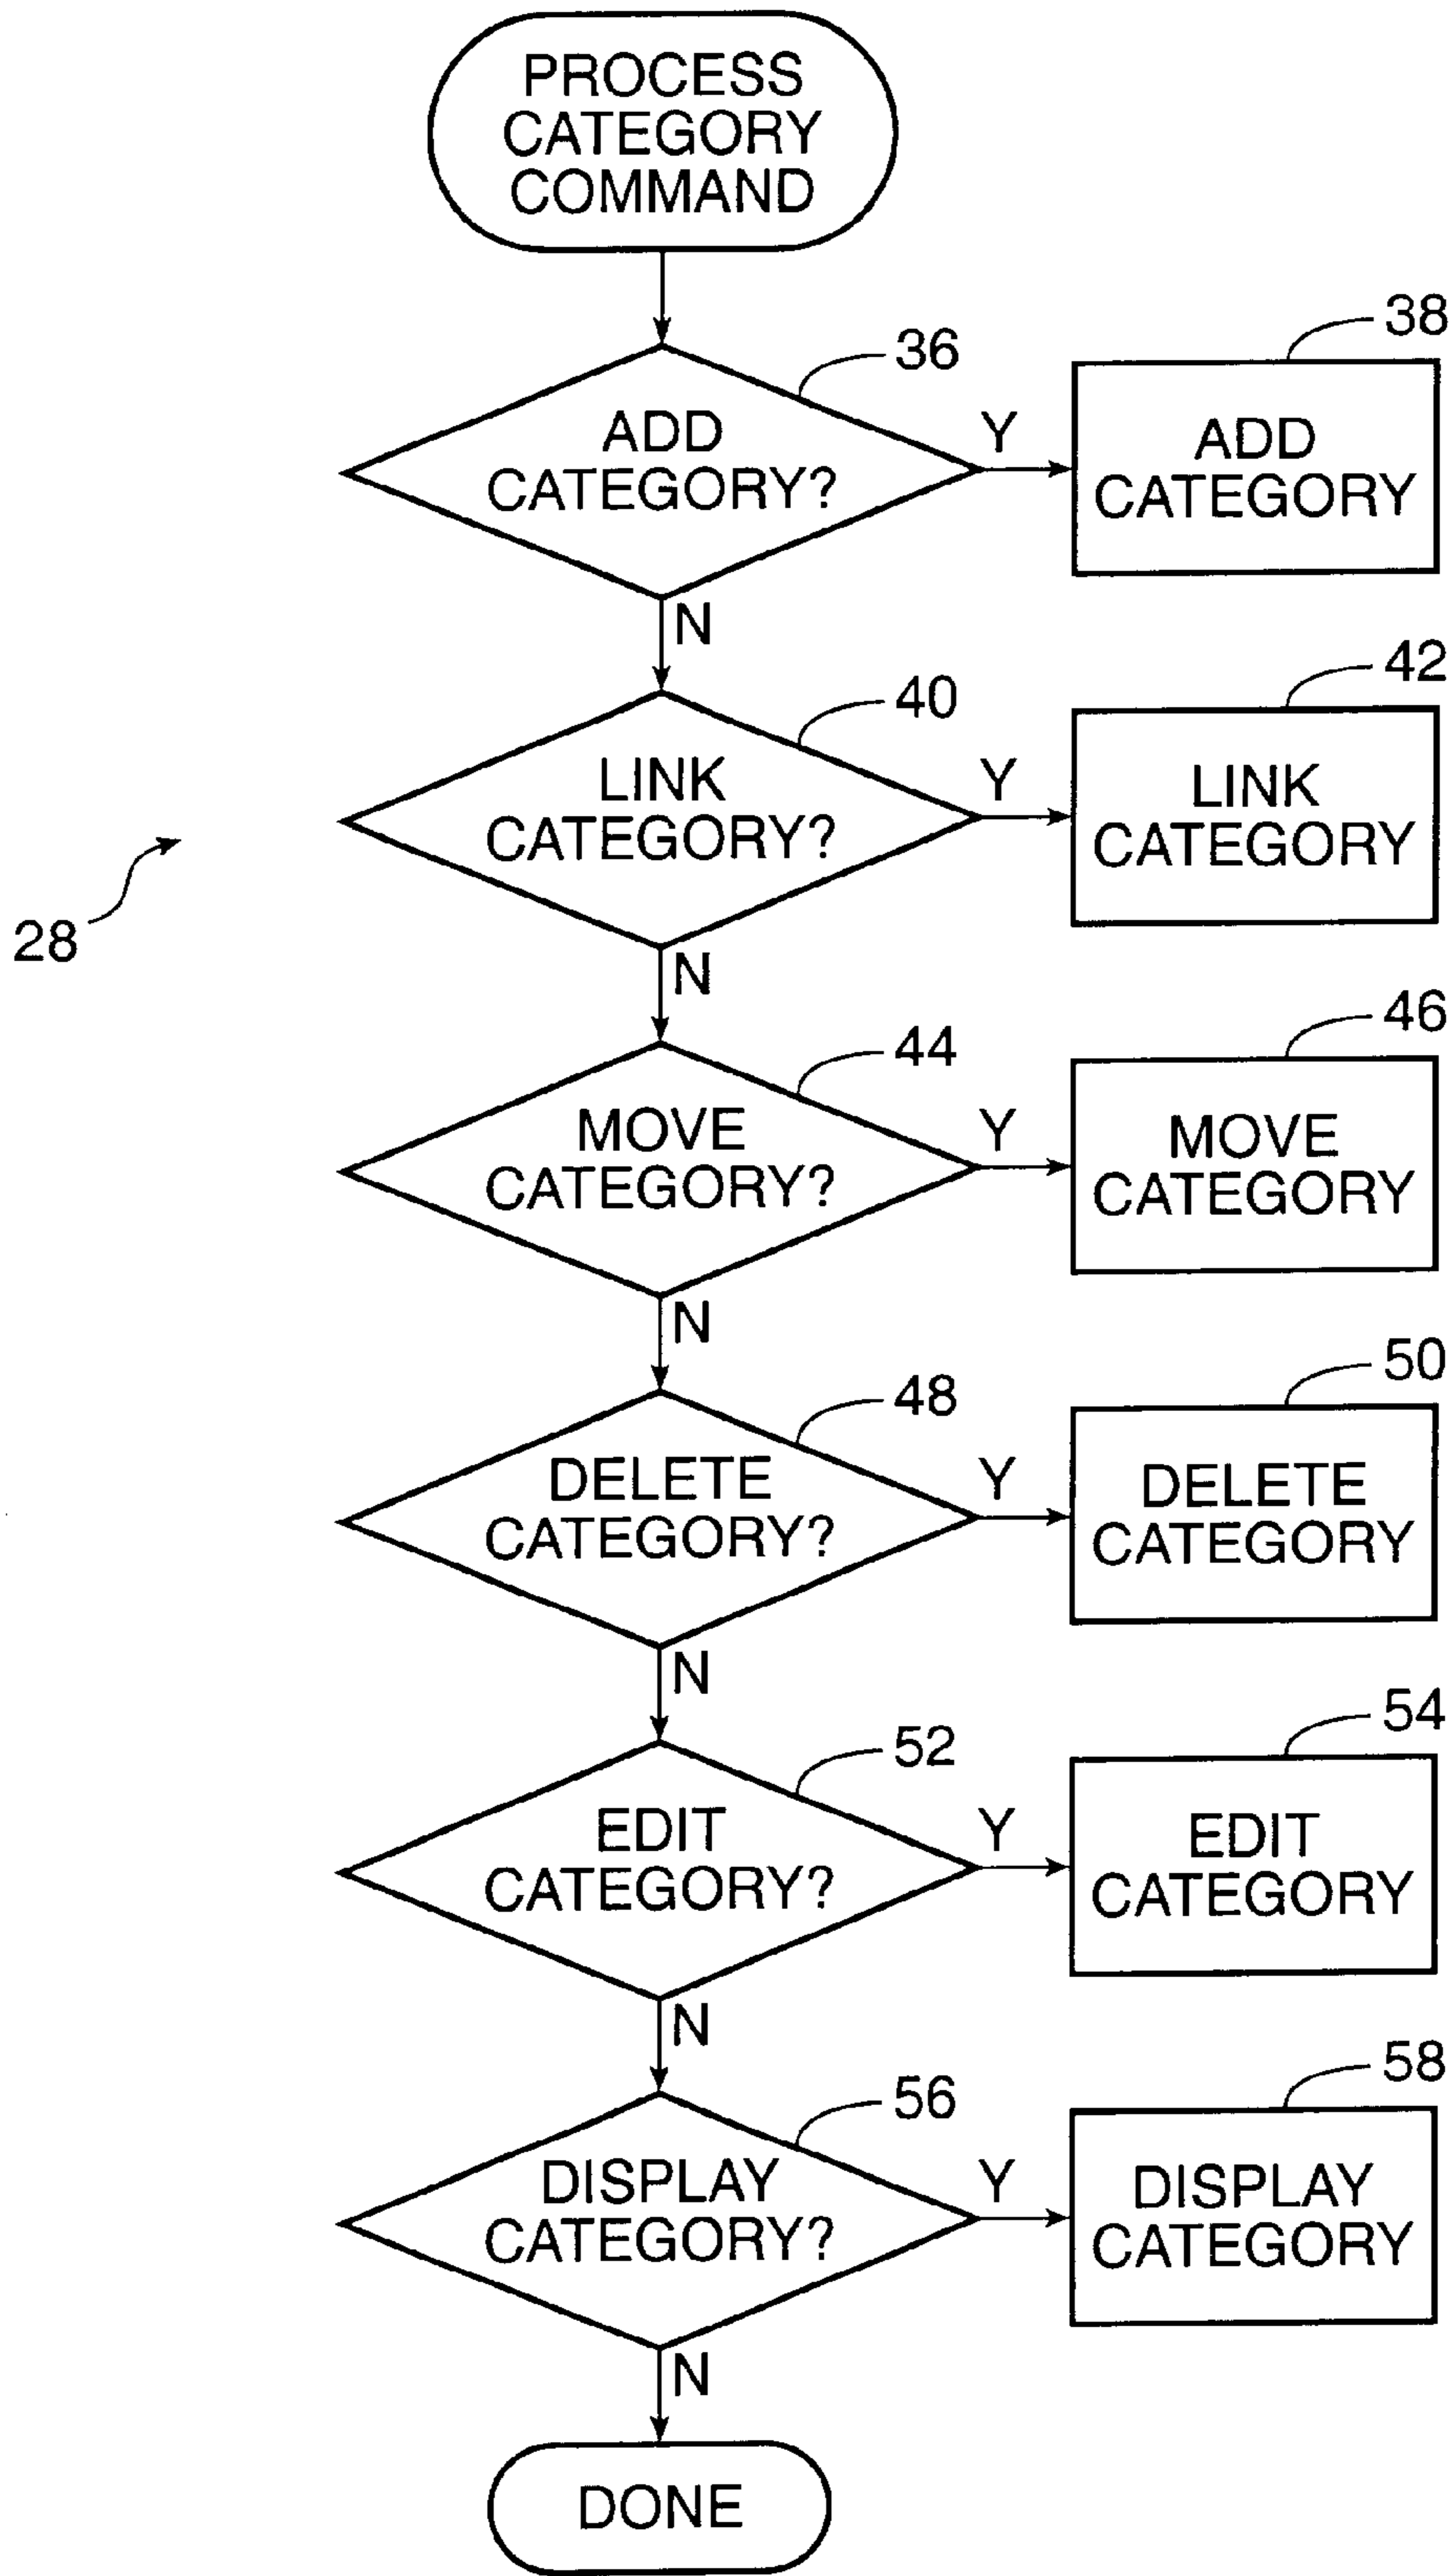 PROCESS
CATEGORY
COMMAND
36
38
ADD
CATEGORY?
Y
ADD
CATEGORY
N
40
42
LINK
CATEGORY?
Y
LINK
CATEGORY
28
N
44
46
MOVE
CATEGORY?
Y
MOVE
CATEGORY
N
48
50
DELETE
CATEGORY?
Y
DELETE
CATEGORY
N
52
54
EDIT
CATEGORY?
Y
EDIT
CATEGORY
N
56
58
DISPLAY
CATEGORY?
Y
DISPLAY
CATEGORY
N
DONE